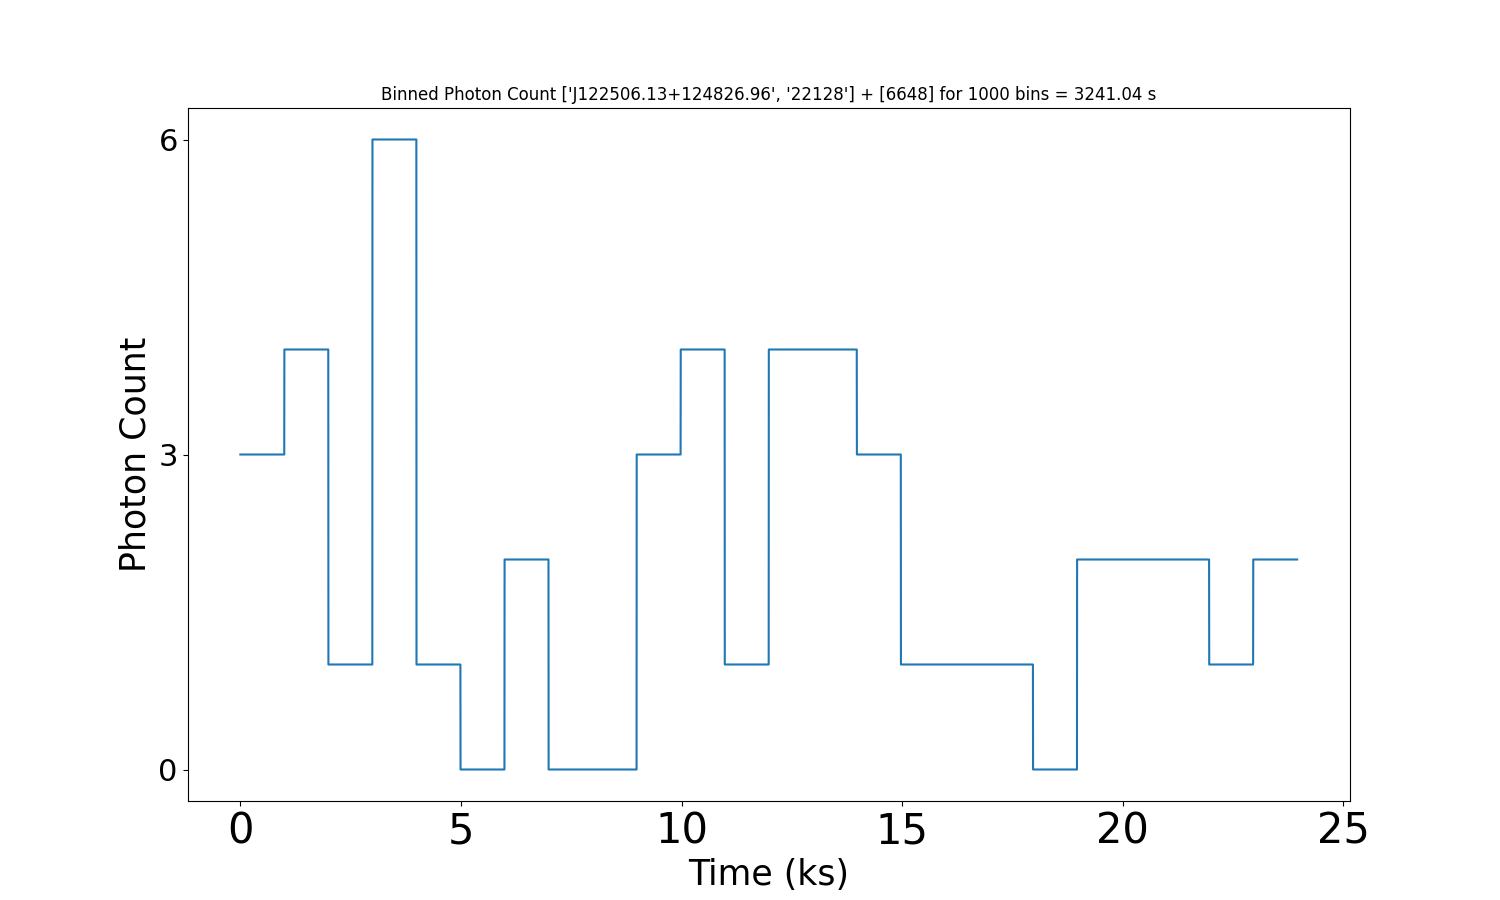 Binned Photon Count ['J122506.13+124826.96', '22128'] + [6648] for 1000 bins = 3241.04 s
6
3
0
Photon Count
0 5 10 15 20 25
Time (ks)